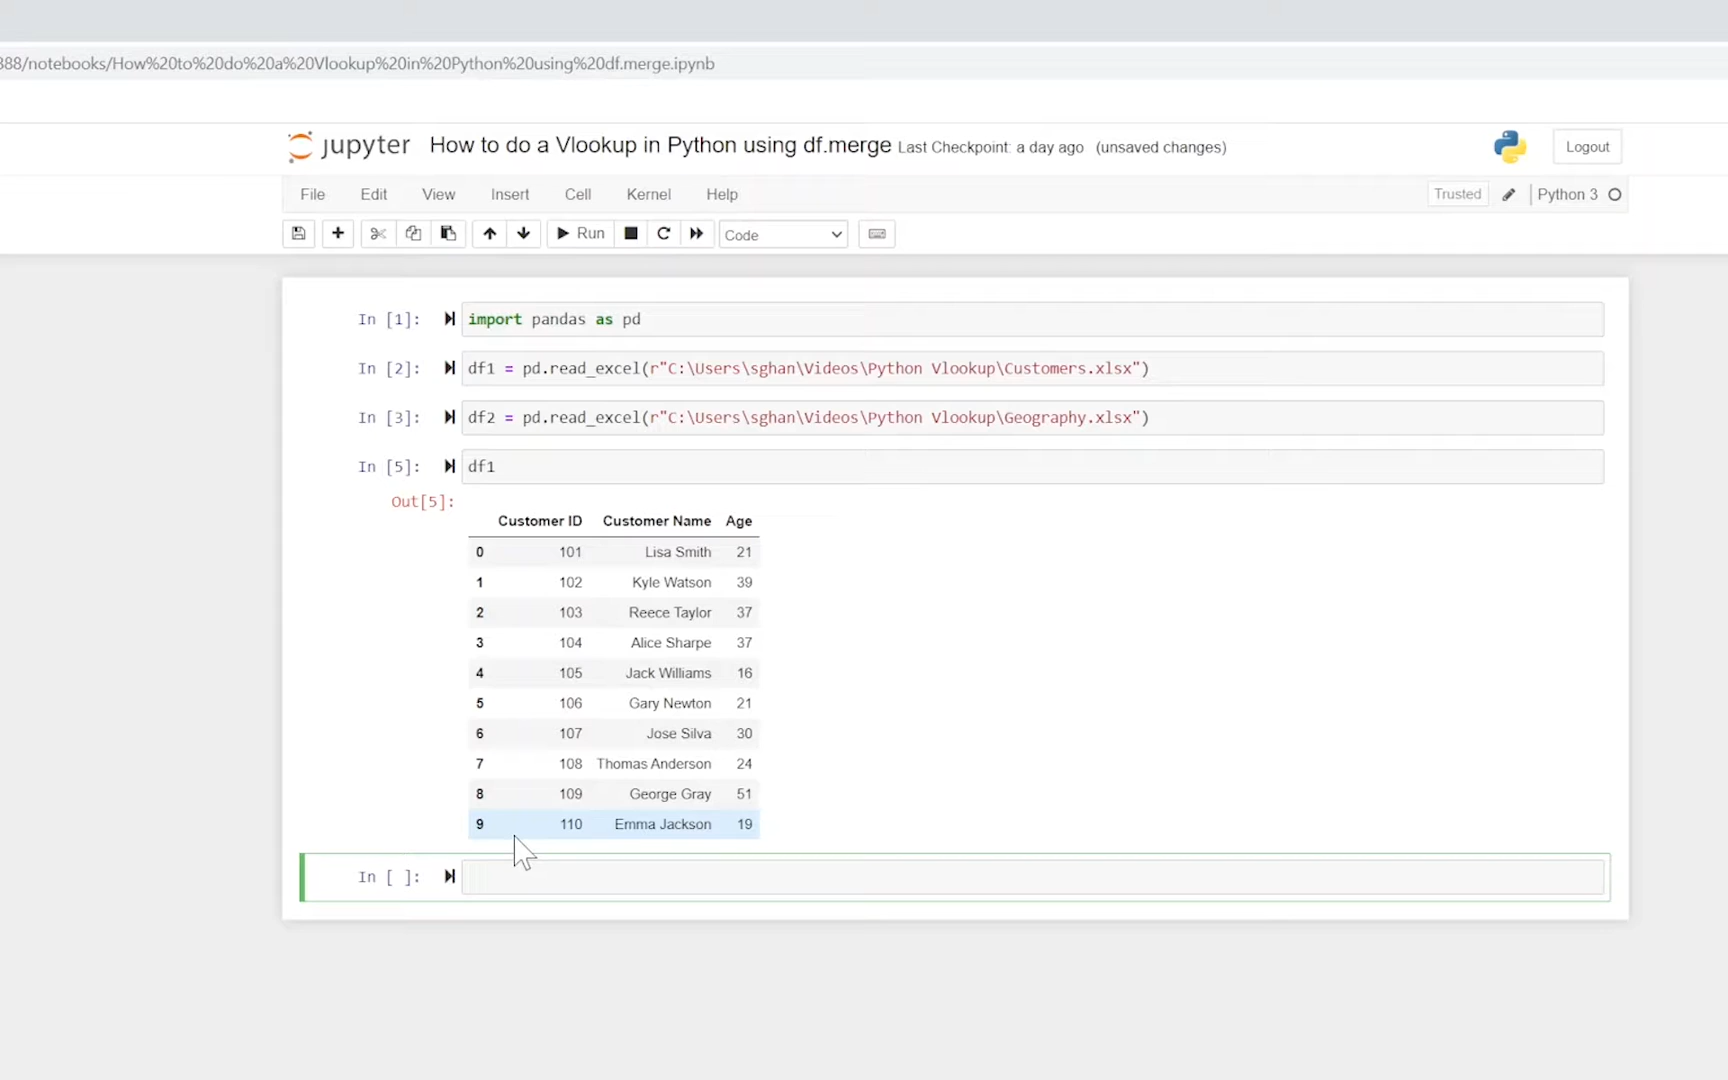 888/notebooks/How%20to%20do%20a%20Vlookup%20in%20Python%20using%20df.merge.ipynb
jupyter How to do a Vlookup in Python using df.merge Last Checkpoint: a day ago (unsaved changes) Logout
File Edit View Insert Cell Kernel Help Trusted Python 3
Run Code
In [1]: import pandas as pd
In [2]: df1 = pd.read_excel(r"C:\Users\sghan\Videos\Python Vlookup\Customers.xlsx")
In [3]: df2 = pd.read_excel(r"C:\Users\sghan\Videos\Python Vlookup\Geography.xlsx")
In [5]: df1
Out[5]:
Customer ID Customer Name Age
0 101 Lisa Smith 21
1 102 Kyle Watson 39
2 103 Reece Taylor 37
3 104 Alice Sharpe 37
4 105 Jack Williams 16
5 106 Gary Newton 21
6 107 Jose Silva 30
7 108 Thomas Anderson 24
8 109 George Gray 51
9 110 Emma Jackson 19
In [ ]: